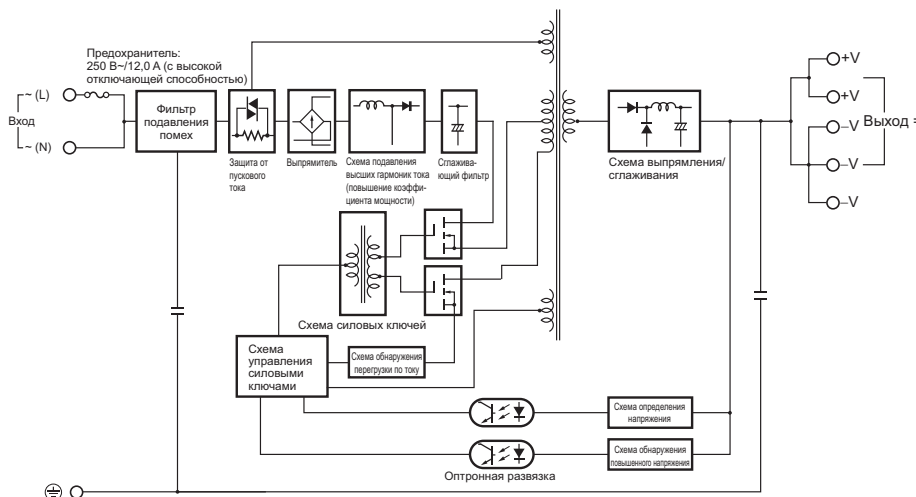 Предохранитель:
250 В~/12,0 А (с высокой
отключающей способностью)
~ (L)
Вход
~ (N)
Фильтр
подавления
помех
Защита от
пускового
тока
Выпрямитель
Схема подавления
высших гармоник тока
(повышение коэффи-
циента мощности)
Сглажива-
ющий фильтр
Схема выпрямления/
сглаживания
+V
+V
–V
–V
–V
Выход =
Схема силовых ключей
Схема
управления
силовыми
ключами
Схема обнаружения
перегрузки по току
Схема определения
напряжения
Схема обнаружения
повышенного напряжения
Оптронная развязка